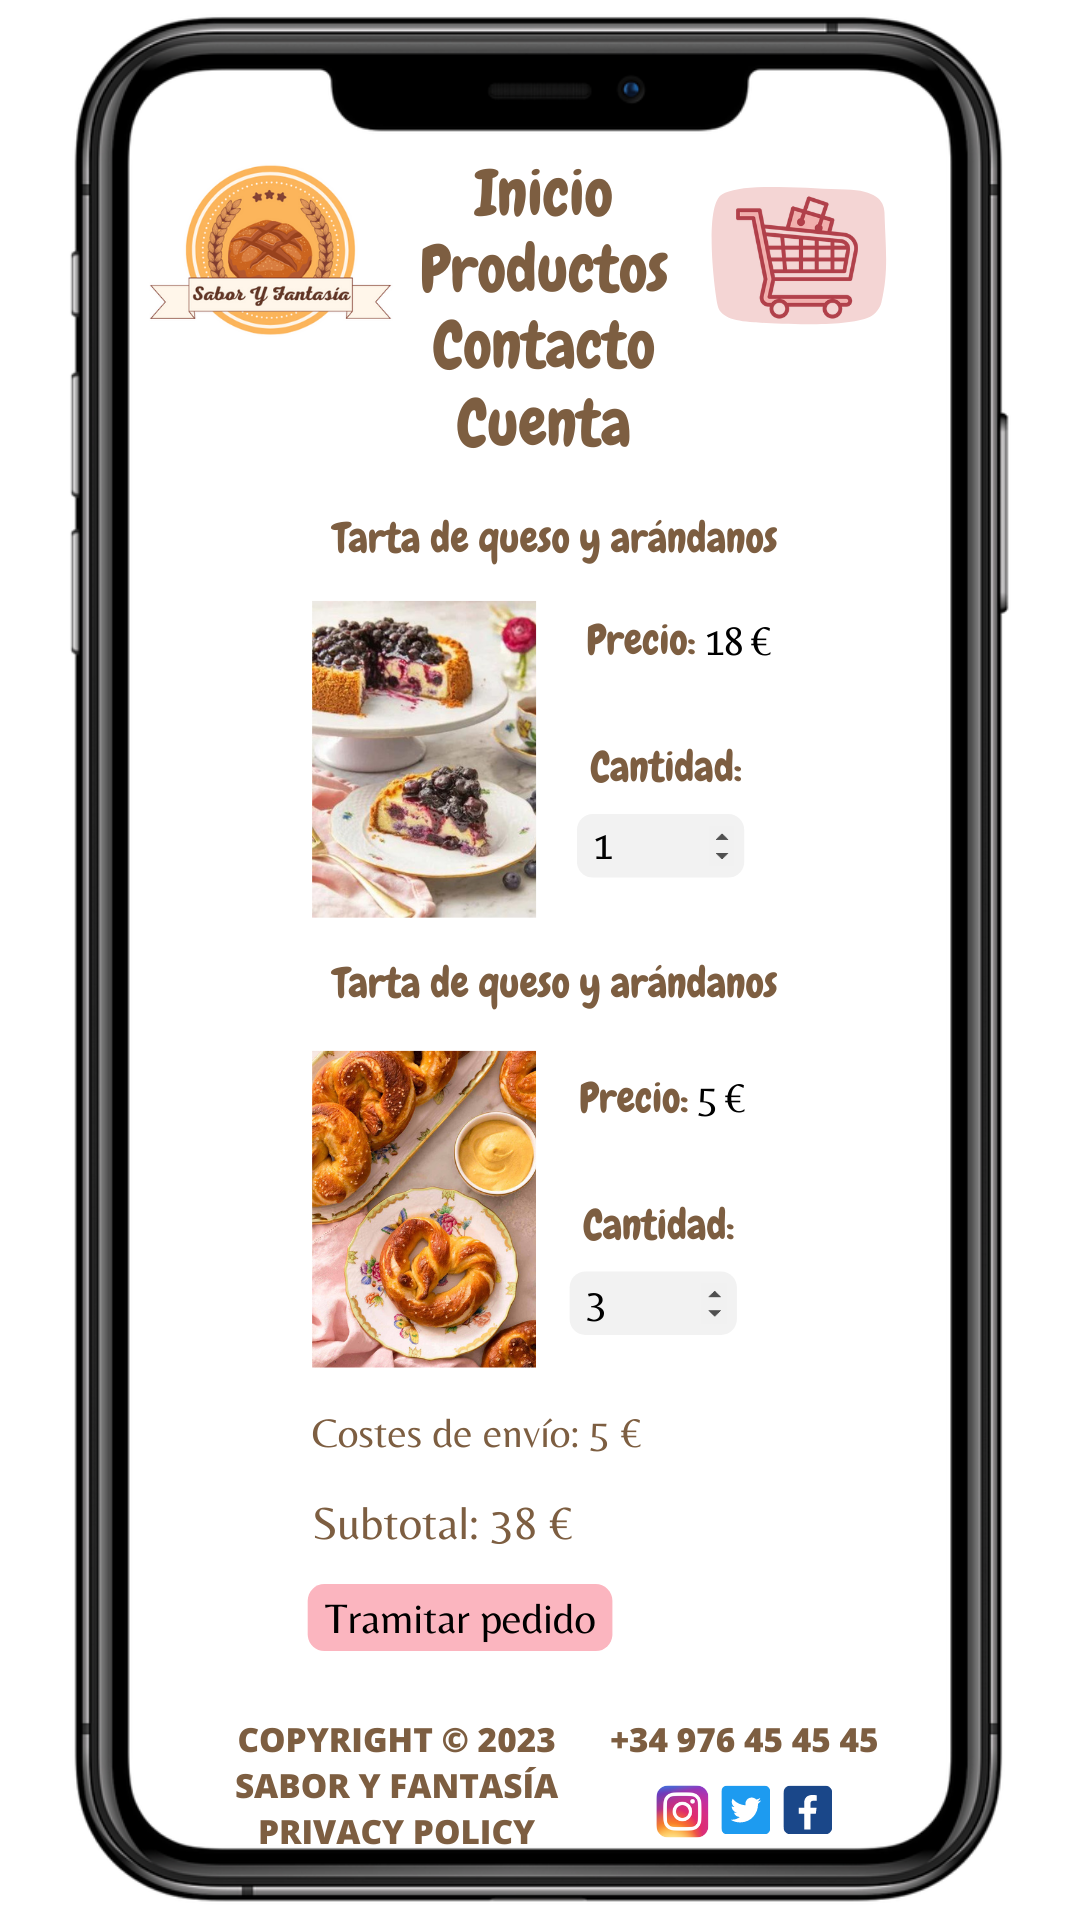 Sabor Y Fantasía
Inicio
Productos
Contacto
Cuenta
Tarta de queso y arándanos
Precio: 18 €
Cantidad:
1
Tarta de queso y arándanos
Precio: 5 €
Cantidad:
3
Costes de envío: 5 €
Subtotal: 38 €
Tramitar pedido
COPYRIGHT © 2023
SABOR Y FANTASÍA
PRIVACY POLICY
+34 976 45 45 45